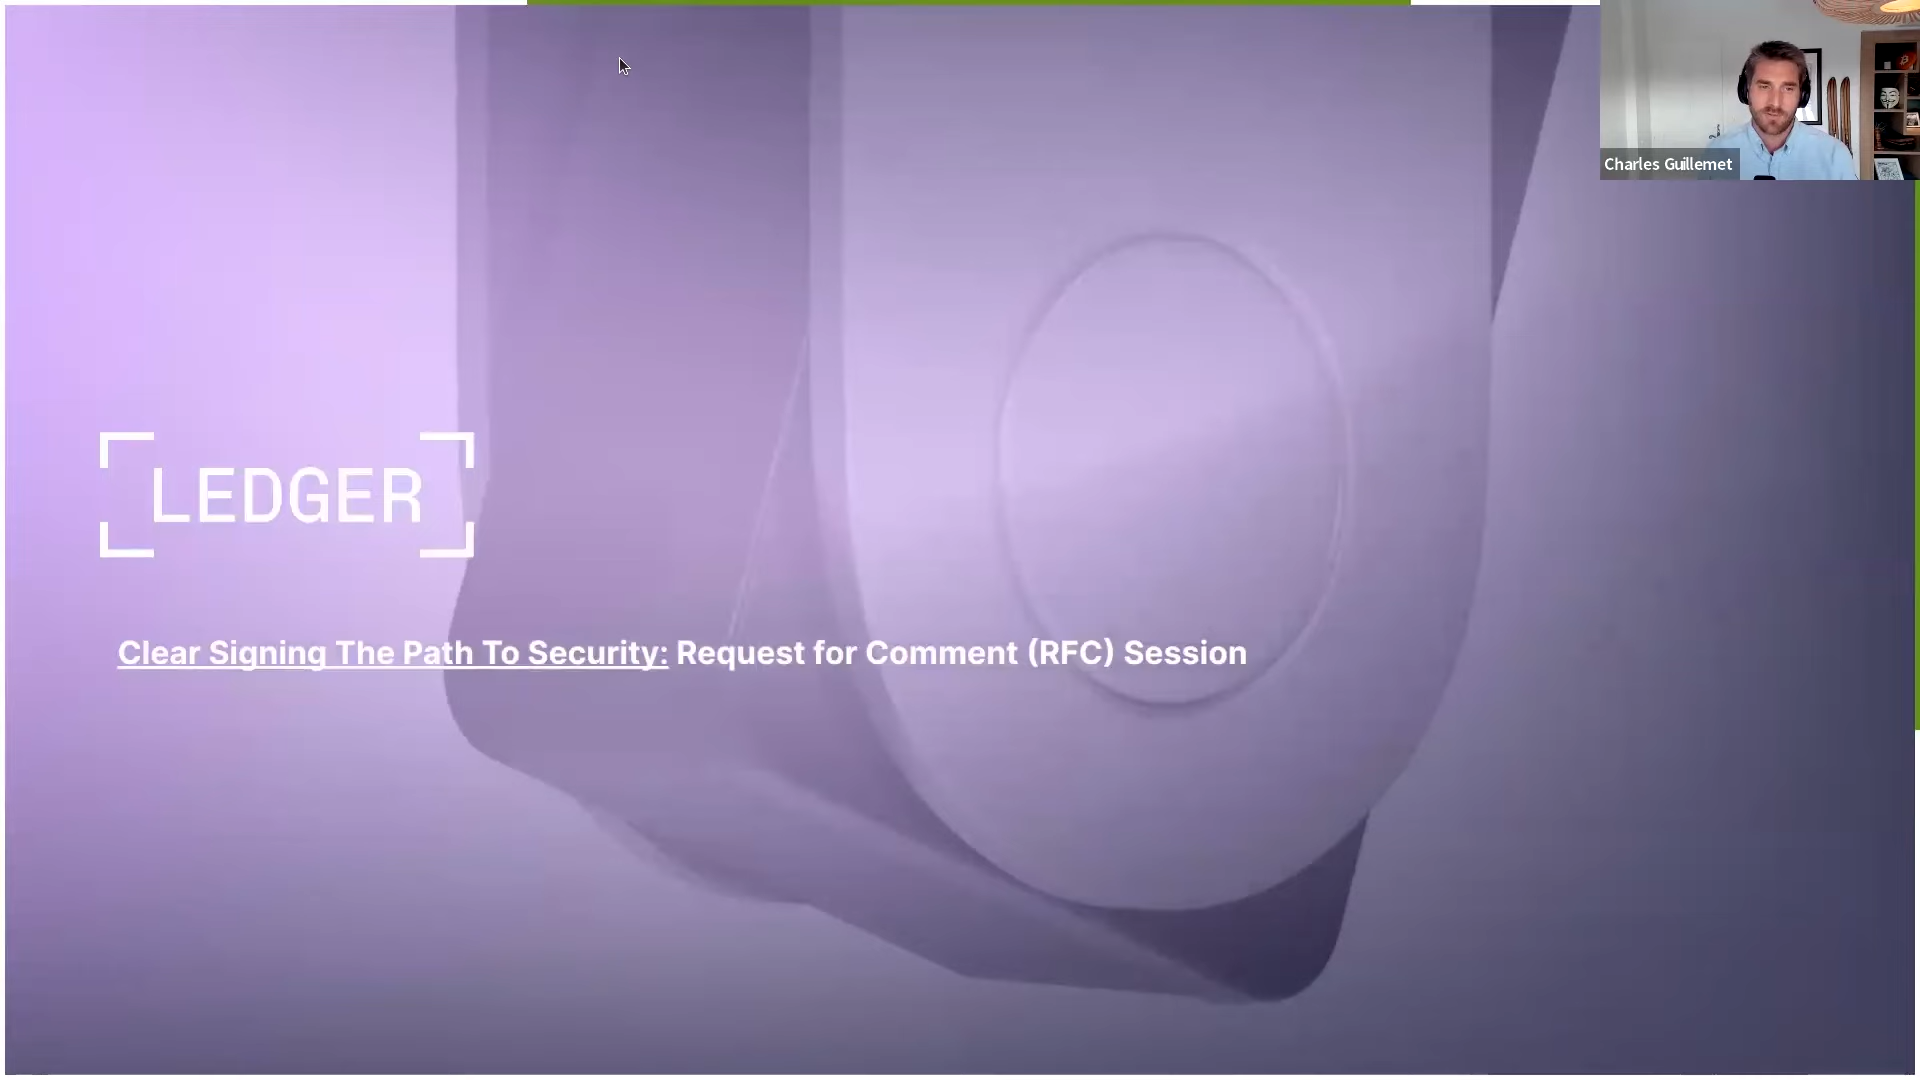 Charles Guillemet
LEDGER
Clear Signing The Path To Security: Request for Comment (RFC) Session